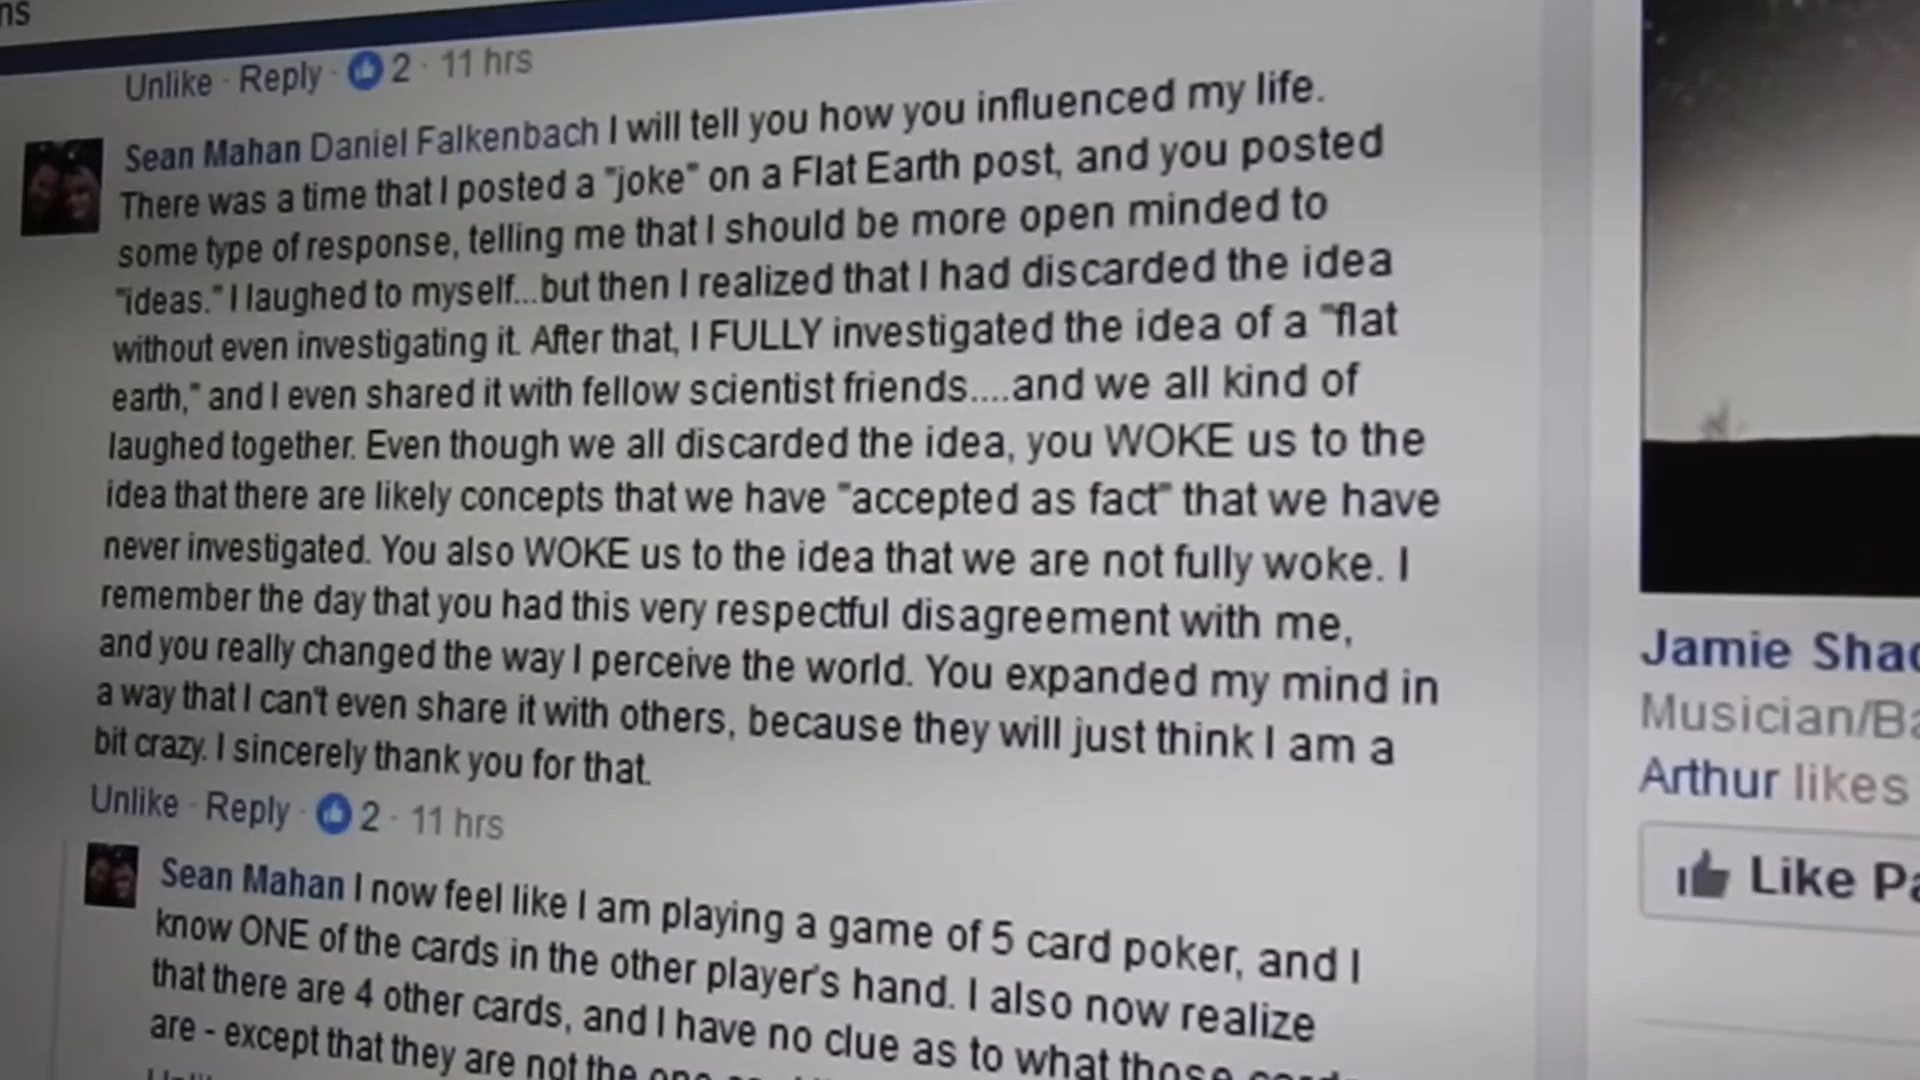 ns
Unlike · Reply · 2 · 11 hrs
Sean Mahan Daniel Falkenbach I will tell you how you influenced my life.
There was a time that I posted a "joke" on a Flat Earth post, and you posted
some type of response, telling me that I should be more open minded to
"ideas." I laughed to myself...but then I realized that I had discarded the idea
without even investigating it. After that, I FULLY investigated the idea of a "flat
earth," and I even shared it with fellow scientist friends....and we all kind of
laughed together. Even though we all discarded the idea, you WOKE us to the
idea that there are likely concepts that we have "accepted as fact" that we have
never investigated. You also WOKE us to the idea that we are not fully woke. I
remember the day that you had this very respectful disagreement with me,
and you really changed the way I perceive the world. You expanded my mind in
a way that I can't even share it with others, because they will just think I am a
bit crazy. I sincerely thank you for that.
Unlike · Reply · 2 · 11 hrs
Sean Mahan I now feel like I am playing a game of 5 card poker, and I
know ONE of the cards in the other player's hand. I also now realize
that there are 4 other cards, and I have no clue as to what those
are - except that they are not the
Jamie
Musician/
Arthur likes
Like